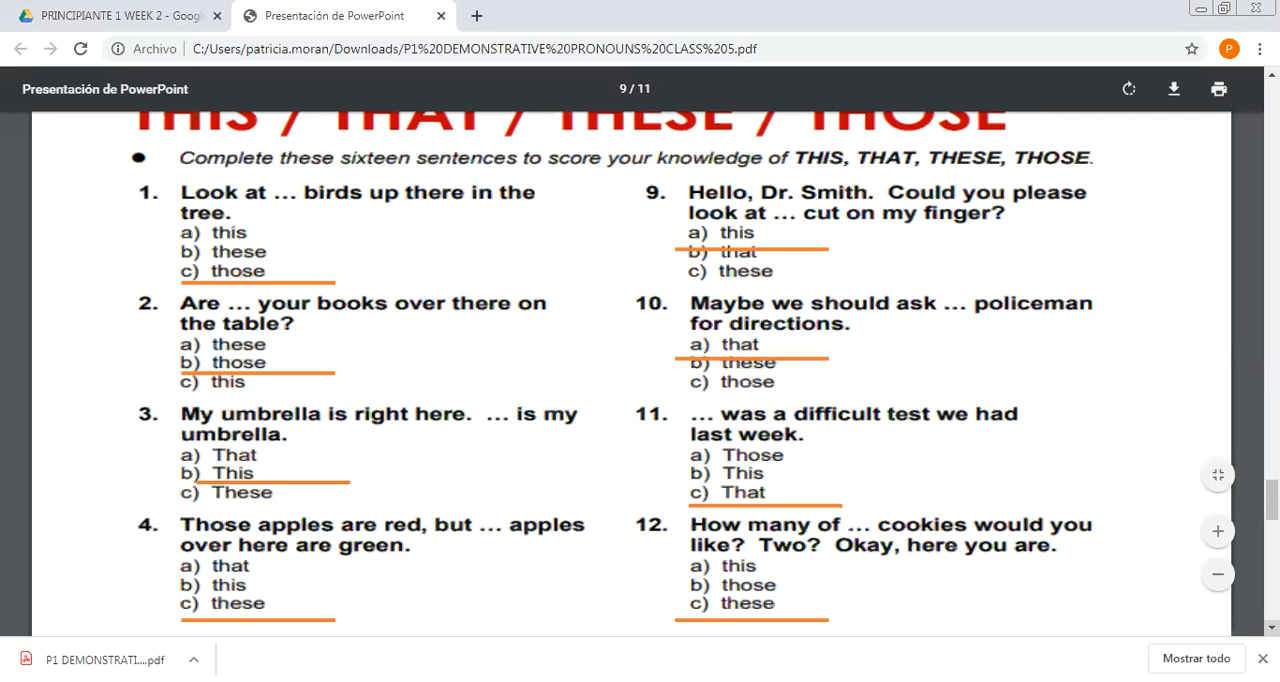 PRINCIPIANTE 1 WEEK 2 - Goog
Presentación de PowerPoint
Archivo C:/Users/patricia.moran/Downloads/P1%20DEMONSTRATIVE%20PRONOUNS%20CLASS%205.pdf
P
Presentación de PowerPoint
9 / 11
THIS / THAT / THESE / THOSE
● Complete these sixteen sentences to score your knowledge of THIS, THAT, THESE, THOSE.
1. Look at ... birds up there in the
tree.
a) this
b) these
c) those
2. Are ... your books over there on
the table?
a) these
b) those
c) this
3. My umbrella is right here. ... is my
umbrella.
a) That
b) This
c) These
4. Those apples are red, but ... apples
over here are green.
a) that
b) this
c) these
9. Hello, Dr. Smith. Could you please
look at ... cut on my finger?
a) this
b) that
c) these
10. Maybe we should ask ... policeman
for directions.
a) that
b) these
c) those
11. ... was a difficult test we had
last week.
a) Those
b) This
c) That
12. How many of ... cookies would you
like? Two? Okay, here you are.
a) this
b) those
c) these
P1 DEMONSTRATI....pdf
Mostrar todo